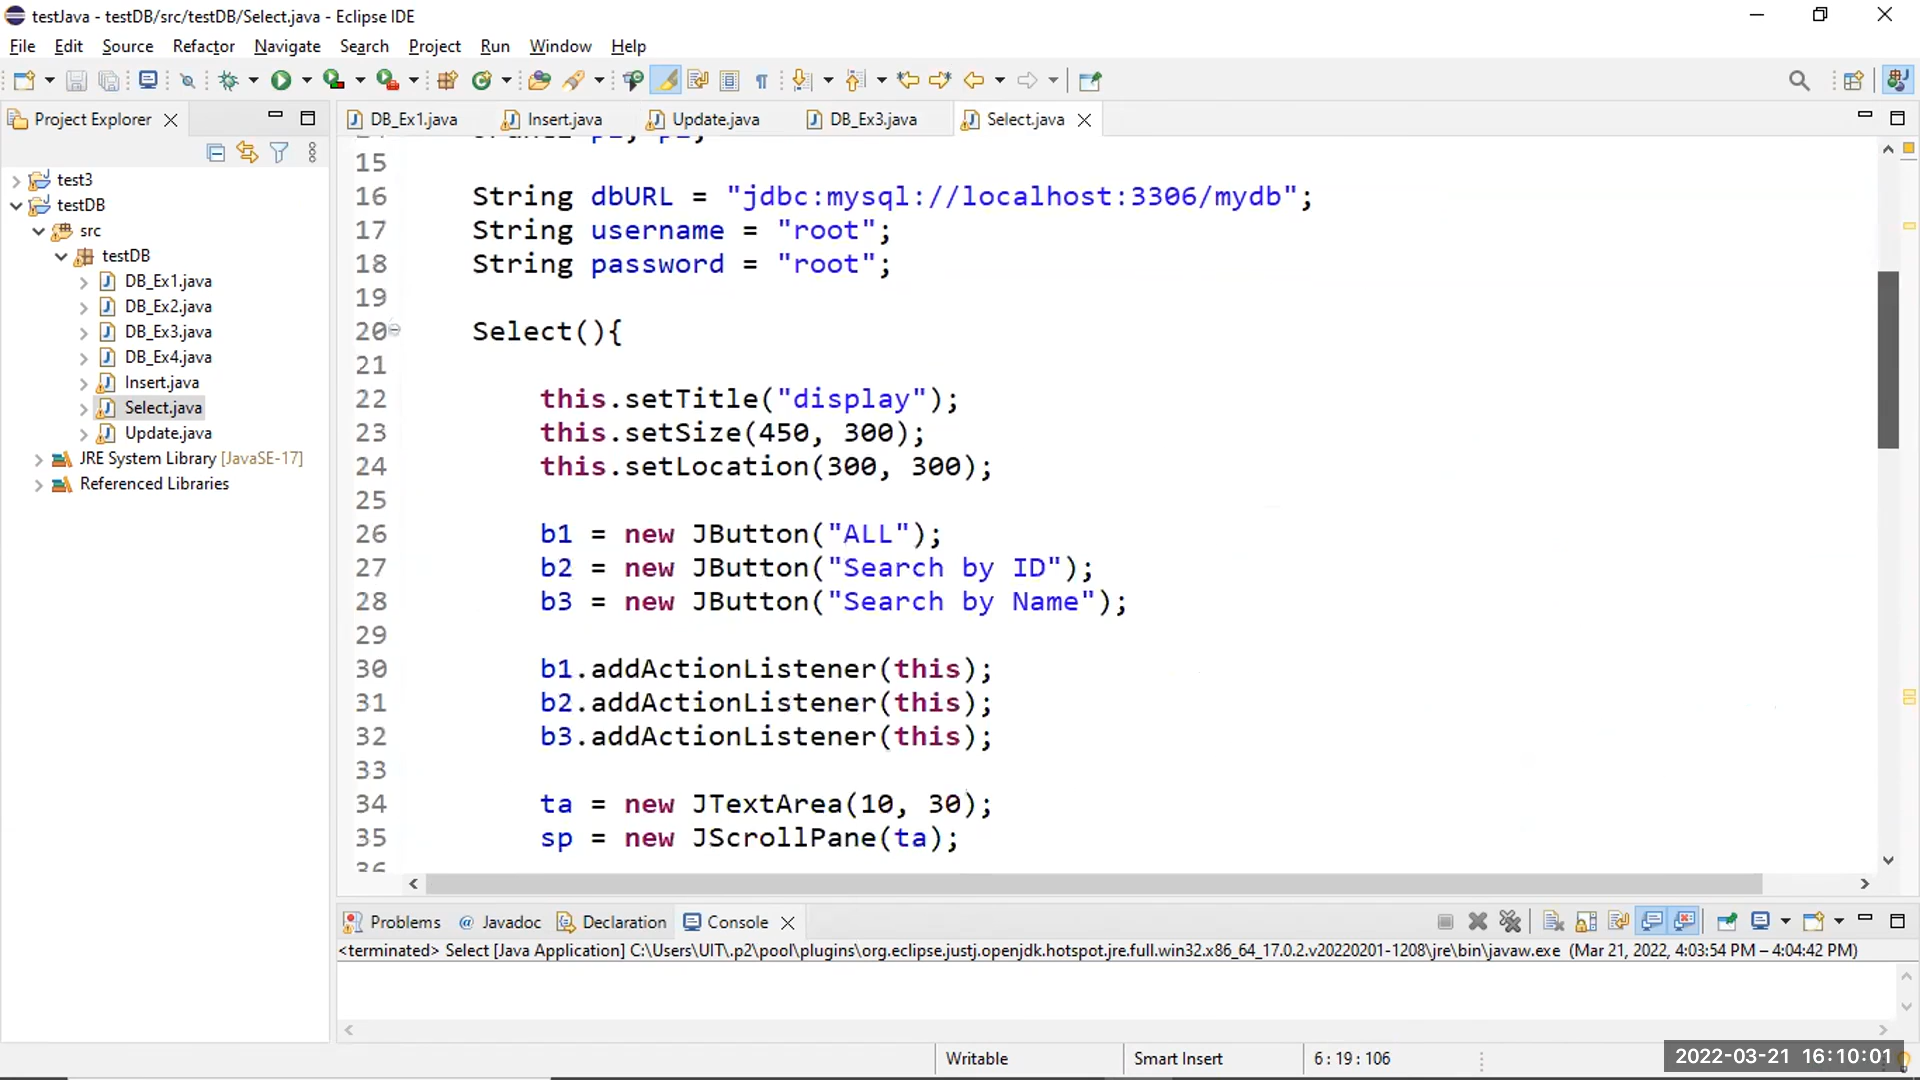 testJava - testDB/src/testDB/Select.java - Eclipse IDE
File Edit Source Refactor Navigate Search Project Run Window Help
Project Explorer
DB_Ex1.java Insert.java Update.java DB_Ex3.java Select.java
test3
testDB
src
testDB
DB_Ex1.java
DB_Ex2.java
DB_Ex3.java
DB_Ex4.java
Insert.java
Select.java
Update.java
JRE System Library [JavaSE-17]
Referenced Libraries
15
16 String dbURL = "jdbc:mysql://localhost:3306/mydb";
17 String username = "root";
18 String password = "root";
19
20 Select(){
21
22 this.setTitle("display");
23 this.setSize(450, 300);
24 this.setLocation(300, 300);
25
26 b1 = new JButton("ALL");
27 b2 = new JButton("Search by ID");
28 b3 = new JButton("Search by Name");
29
30 b1.addActionListener(this);
31 b2.addActionListener(this);
32 b3.addActionListener(this);
33
34 ta = new JTextArea(10, 30);
35 sp = new JScrollPane(ta);
36
Problems @ Javadoc Declaration Console
<terminated> Select [Java Application] C:\Users\UIT\.p2\pool\plugins\org.eclipse.justj.openjdk.hotspot.jre.full.win32.x86_64_17.0.2.v20220201-1208\jre\bin\javaw.exe (Mar 21, 2022, 4:03:54 PM – 4:04:42 PM)
Writable Smart Insert 6 : 19 : 106
2022-03-21 16:10:01